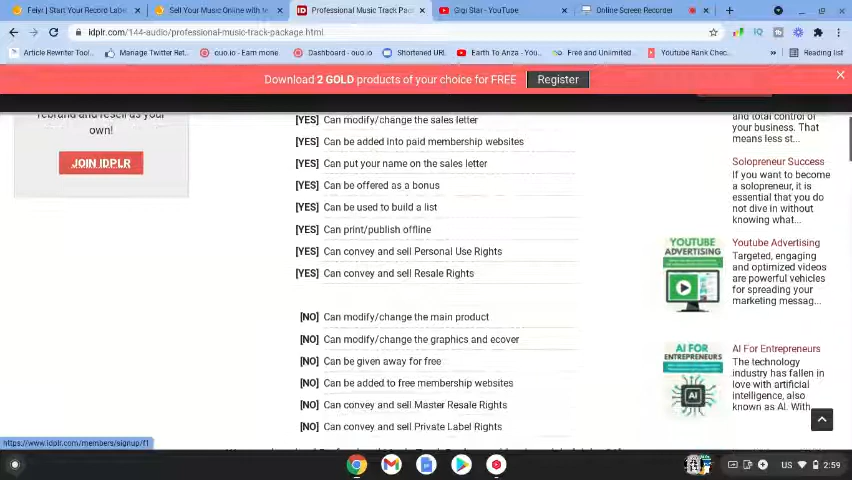 Feiyr | Start Your Record Labe
Sell Your Music Online with fe
Professional Music Track Pac
Gigi Star - YouTube
Online Screen Recorder
idplr.com/144-audio/professional-music-track-package.html
Article Rewriter Tool...
Manage Twitter Ret...
ouo.io - Earn mone...
Dashboard - ouo.io
Shortened URL
Earth To Anza - You...
Free and Unlimited...
Youtube Rank Chec...
Reading list
Download 2 GOLD products of your choice for FREE
Register
rebrand and resell as your
own!
JOIN IDPLR
[YES] Can modify/change the sales letter
[YES] Can be added into paid membership websites
[YES] Can put your name on the sales letter
[YES] Can be offered as a bonus
[YES] Can be used to build a list
[YES] Can print/publish offline
[YES] Can convey and sell Personal Use Rights
[YES] Can convey and sell Resale Rights
[NO] Can modify/change the main product
[NO] Can modify/change the graphics and ecover
[NO] Can be given away for free
[NO] Can be added to free membership websites
[NO] Can convey and sell Master Resale Rights
[NO] Can convey and sell Private Label Rights
and total control of
your business. That
means less st...
Solopreneur Success
If you want to become
a solopreneur, it is
essential that you
do not dive in without
knowing what...
YOUTUBE
ADVERTISING
Youtube Advertising
Targeted, engaging
and optimized videos
are powerful vehicles
for spreading your
marketing messag...
AI FOR
ENTREPRENEURS
AI For Entrepreneurs
The technology
industry has fallen in
love with artificial
intelligence, also
known as AI. With...
https://www.idplr.com/members/signup/f1
US
2:59